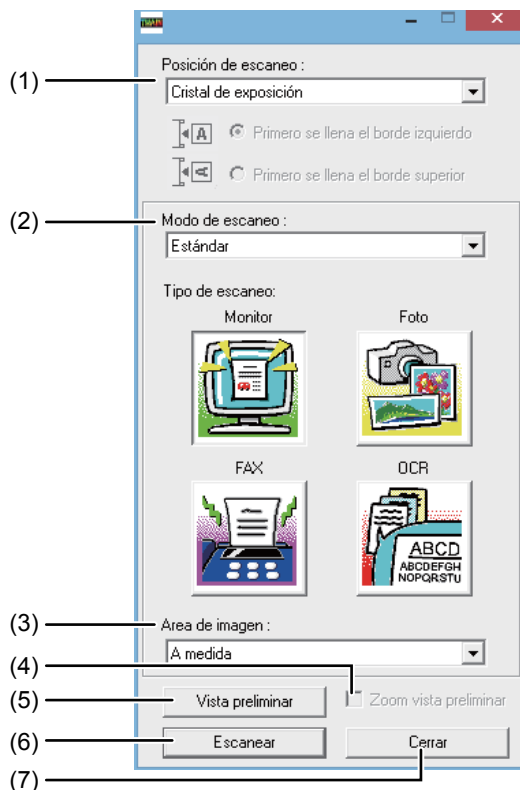 TWAIN
(1)
Posición de escaneo :
Cristal de exposición
A
Primero se llena el borde izquierdo
A
Primero se llena el borde superior
(2)
Modo de escaneo :
Estándar
Tipo de escaneo:
Monitor
Foto
FAX
OCR
ABCD
ABCDEFGH
NOPQRSTU
(3)
Area de imagen :
A medida
(4)
(5)
Vista preliminar
Zoom vista preliminar
(6)
Escanear
Cerrar
(7)